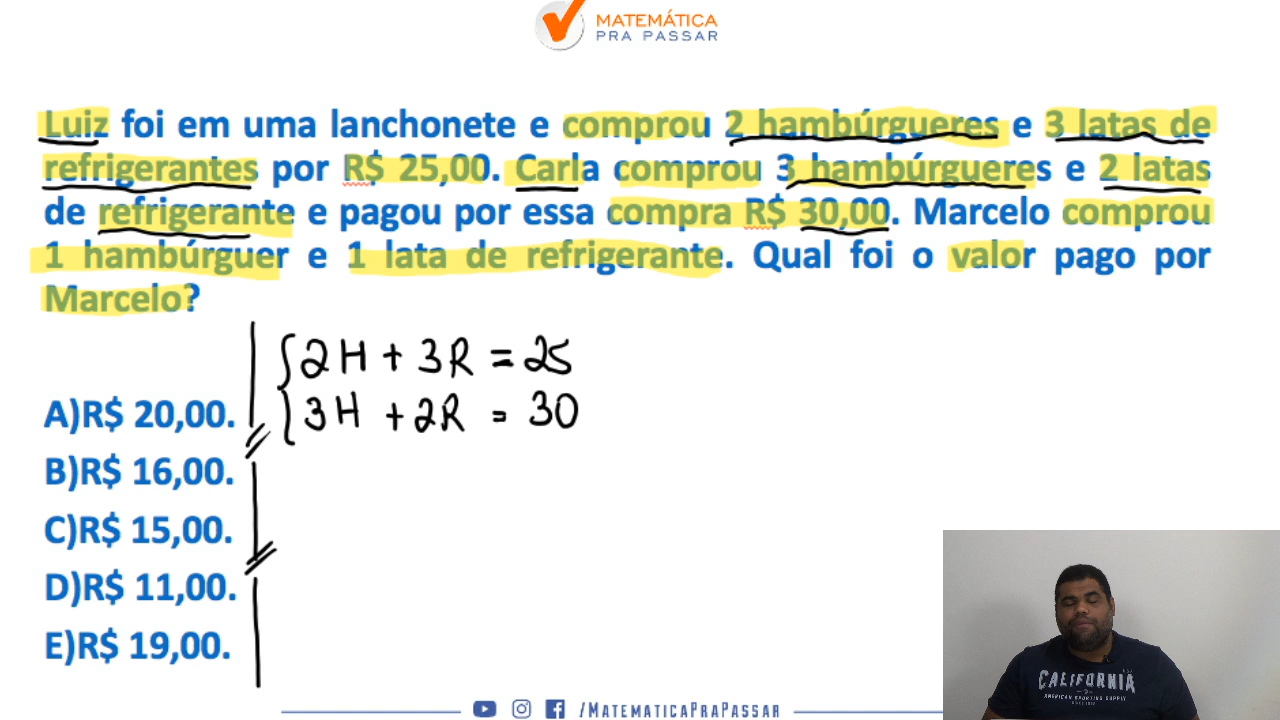 MATEMÁTICA
PRA PASSAR
Luiz foi em uma lanchonete e comprou 2 hambúrgueres e 3 latas de
refrigerantes por R$ 25,00. Carla comprou 3 hambúrgueres e 2 latas
de refrigerante e pagou por essa compra R$ 30,00. Marcelo comprou
1 hambúrguer e 1 lata de refrigerante. Qual foi o valor pago por
Marcelo?
2H + 3R = 25
3H + 2R = 30
A)R$ 20,00.
B)R$ 16,00.
C)R$ 15,00.
D)R$ 11,00.
E)R$ 19,00.
CALIFORNIA
AMERICAN SPORTING SUPPLY
/MATEMATICAPRAPASSAR